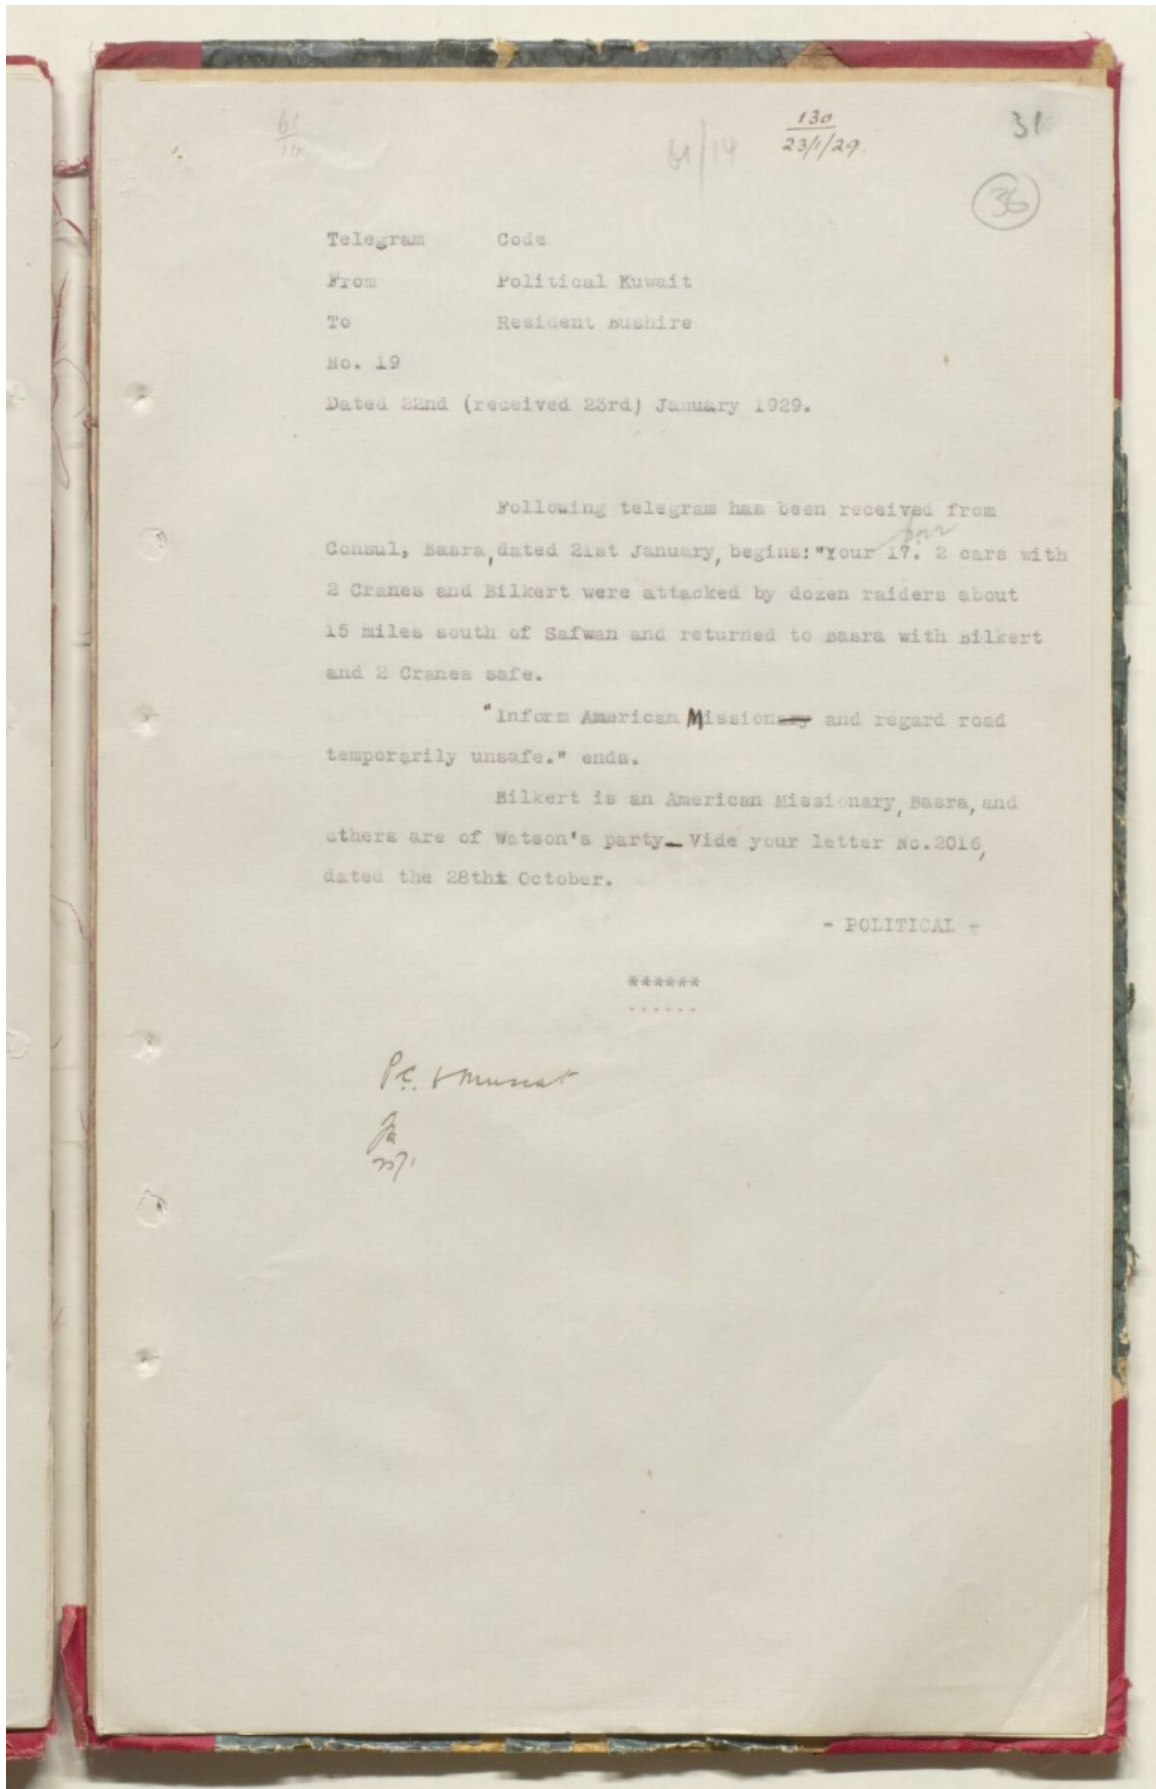 61
14
61/14
130
23/1/29.
31
36
Telegram Code
From Political Kuwait
To Resident Bushire
No. 19
Dated 22nd (received 23rd) January 1929.
Following telegram has been received from
Consul, Basra, dated 21st January, begins: "Your 17. 2 cars with
2 Cranes and Bilkert were attacked by dozen raiders about
15 miles south of Safwan and returned to Basra with Bilkert
and 2 Cranes safe.
"Inform American Missionary and regard road
temporarily unsafe." ends.
Bilkert is an American Missionary, Basra, and
others are of Watson's party - Vide your letter No.2016,
dated the 28th October.
- POLITICAL -
******
......
P.C. & Muscat